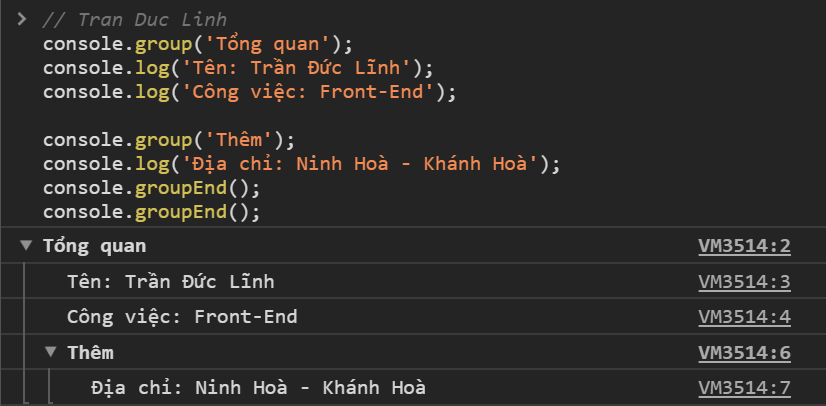 // Tran Duc Linh
console.group('Tổng quan');
console.log('Tên: Trần Đức Lĩnh');
console.log('Công việc: Front-End');
console.group('Thêm');
console.log('Địa chỉ: Ninh Hoà - Khánh Hoà');
console.groupEnd();
console.groupEnd();
Tổng quan VM3514:2
Tên: Trần Đức Lĩnh VM3514:3
Công việc: Front-End VM3514:4
Thêm VM3514:6
Địa chỉ: Ninh Hoà - Khánh Hoà VM3514:7